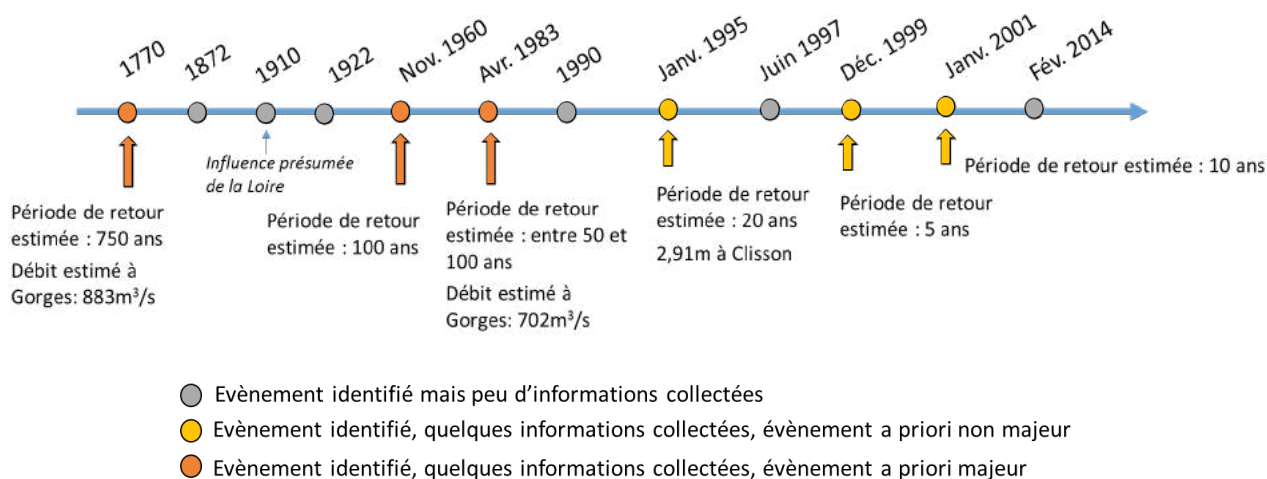 1770
1872
1910
1922
Nov. 1960
Avr. 1983
1990
Janv. 1995
Juin 1997
Déc. 1999
Janv. 2001
Fév. 2014
Influence présumée
de la Loire
Période de retour
estimée : 750 ans
Débit estimé à
Gorges: 883m³/s
Période de retour
estimée : 100 ans
Période de retour
estimée : entre 50 et
100 ans
Débit estimé à
Gorges: 702m³/s
Période de retour
estimée : 20 ans
2,91m à Clisson
Période de retour
estimée : 5 ans
Période de retour estimée : 10 ans
Evènement identifié mais peu d'informations collectées
Evènement identifié, quelques informations collectées, évènement a priori non majeur
Evènement identifié, quelques informations collectées, évènement a priori majeur